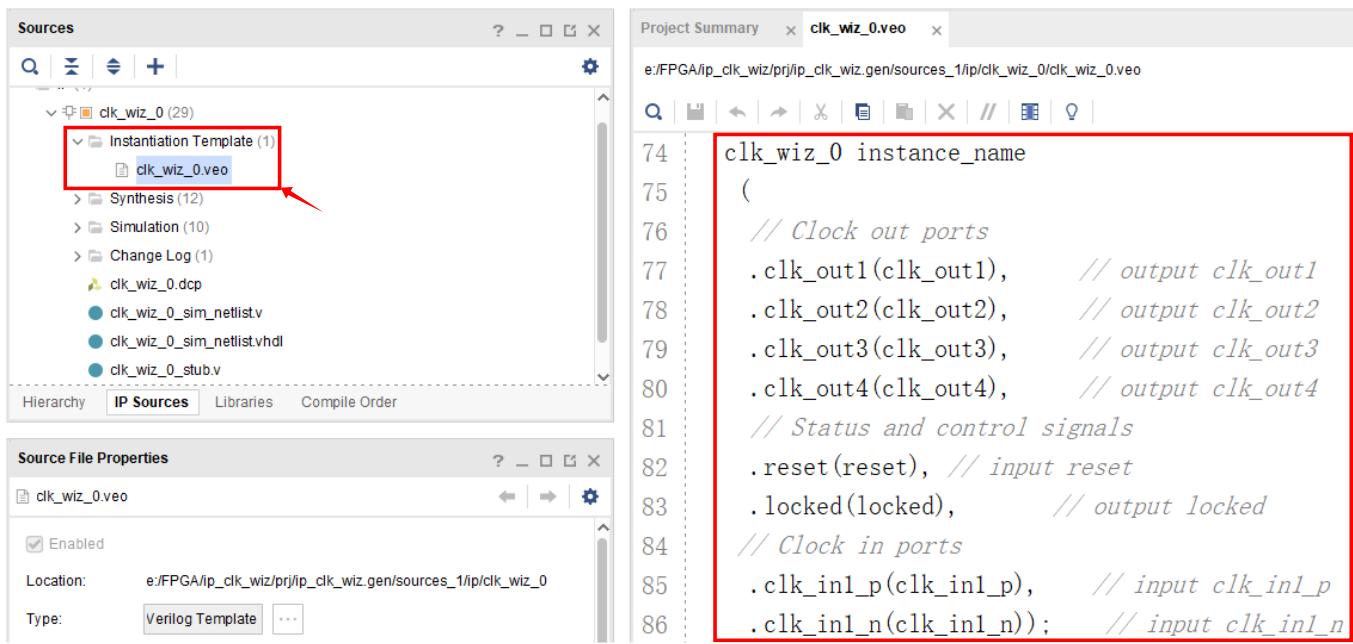 Sources
clk_wiz_0 (29)
Instantiation Template (1)
clk_wiz_0.veo
Synthesis (12)
Simulation (10)
Change Log (1)
clk_wiz_0.dcp
clk_wiz_0_sim_netlist.v
clk_wiz_0_sim_netlist.vhdl
clk_wiz_0_stub.v
Hierarchy IP Sources Libraries Compile Order
Source File Properties
clk_wiz_0.veo
Enabled
Location: e:/FPGA/ip_clk_wiz/prj/ip_clk_wiz.gen/sources_1/ip/clk_wiz_0
Type: Verilog Template ...
Project Summary × clk_wiz_0.veo ×
e:/FPGA/ip_clk_wiz/prj/ip_clk_wiz.gen/sources_1/ip/clk_wiz_0/clk_wiz_0.veo
74 clk_wiz_0 instance_name
75 (
76 // Clock out ports
77 .clk_out1(clk_out1), // output clk_out1
78 .clk_out2(clk_out2), // output clk_out2
79 .clk_out3(clk_out3), // output clk_out3
80 .clk_out4(clk_out4), // output clk_out4
81 // Status and control signals
82 .reset(reset), // input reset
83 .locked(locked), // output locked
84 // Clock in ports
85 .clk_in1_p(clk_in1_p), // input clk_in1_p
86 .clk_in1_n(clk_in1_n)); // input clk_in1_n